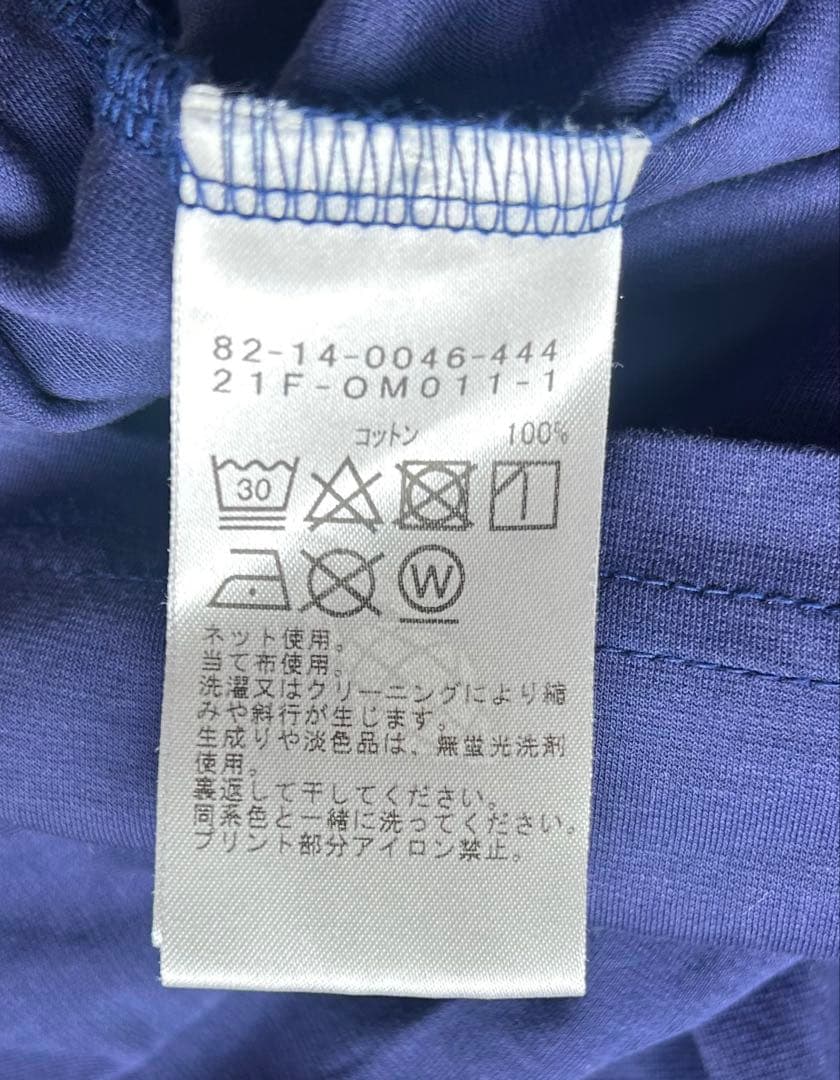 82-14-0046-444
21F-OM011-1
コットン 100%
30
W
ネット使用。
当て布使用。
洗濯又はクリーニングにより縮
みや斜行が生じます。
生成りや淡色品は、無蛍光洗剤
使用。
裏返して干してください。
同系色と一緒に洗ってください。
プリント部分アイロン禁止。